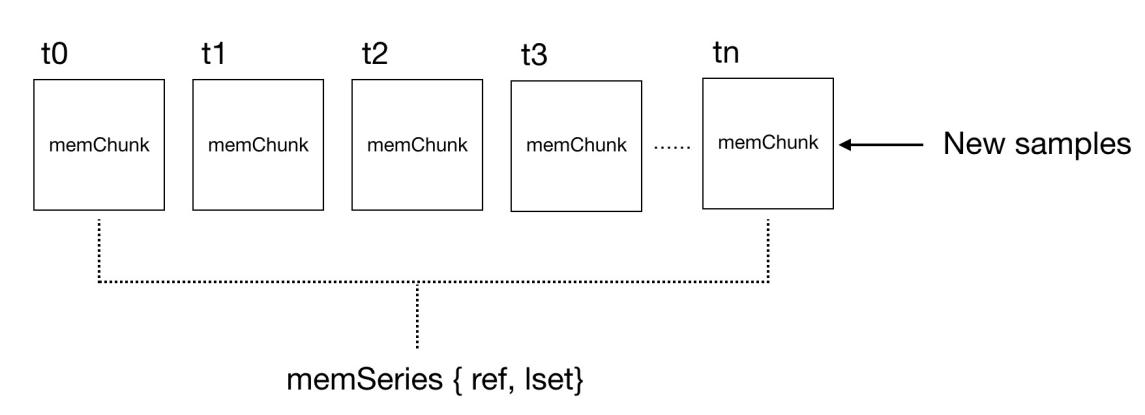 t0 t1 t2 t3 tn
memChunk memChunk memChunk memChunk ...... memChunk New samples
memSeries { ref, lset}